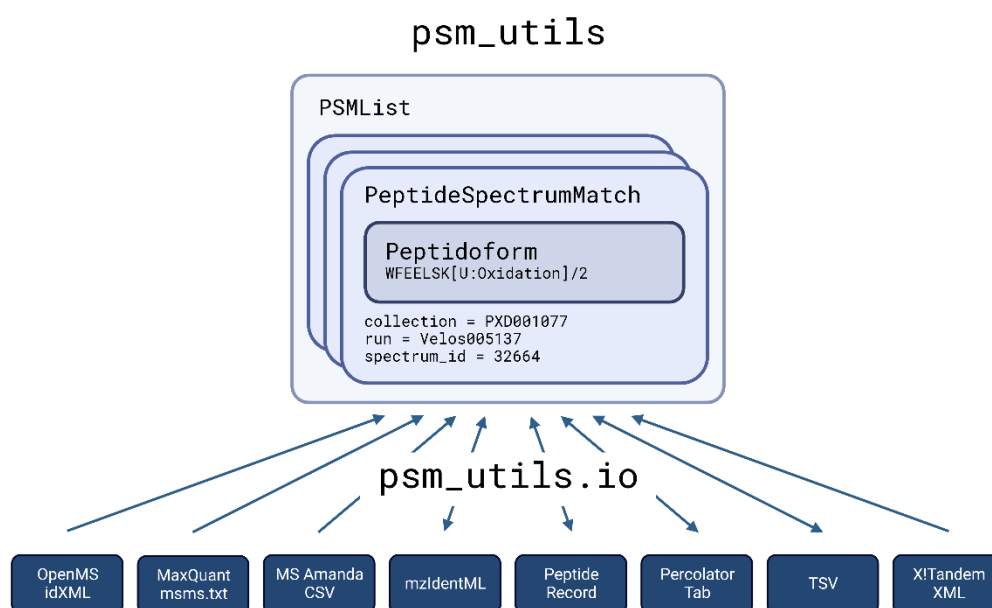 psm_utils
PSMList
PeptideSpectrumMatch
Peptidoform
WFEELSK[U:Oxidation]/2
collection = PXD001077
run = Velos005137
spectrum_id = 32664
psm_utils.io
OpenMS
idXML
MaxQuant
msms.txt
MS Amanda
CSV
mzIdentML
Peptide
Record
Percolator
Tab
TSV
X!Tandem
XML